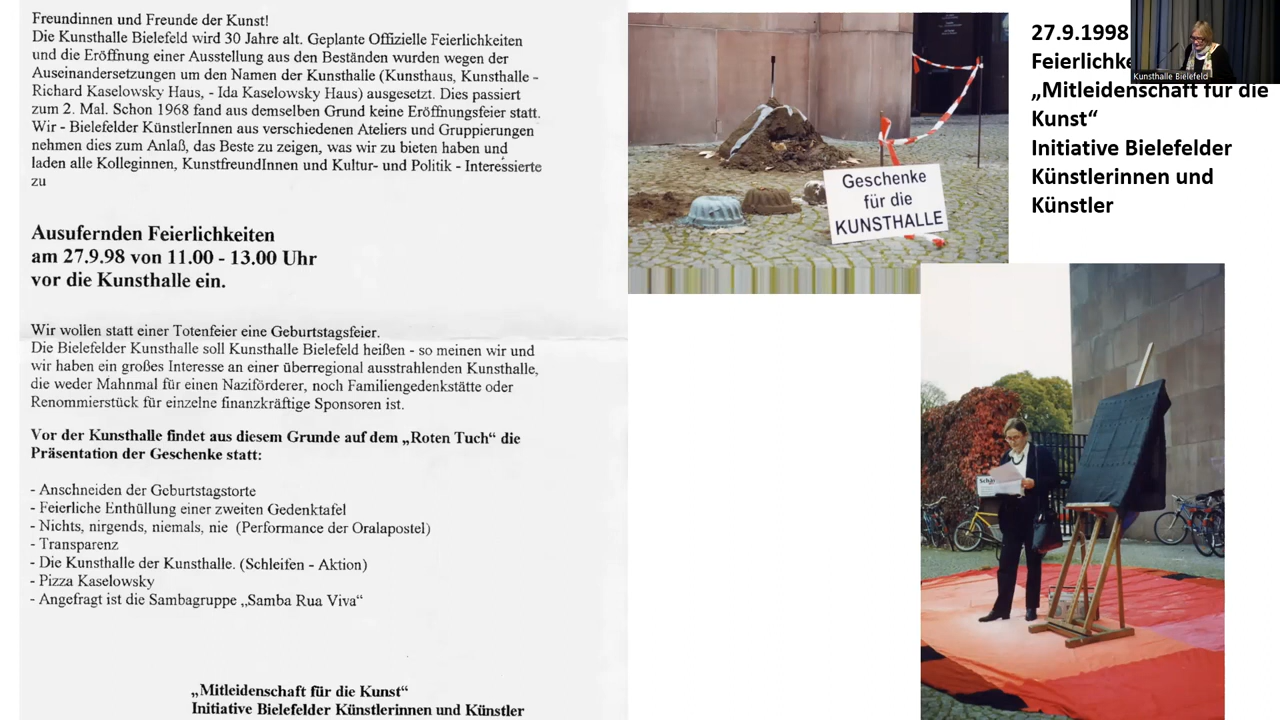 Freundinnen und Freunde der Kunst!
Die Kunsthalle Bielefeld wird 30 Jahre alt. Geplante Offizielle Feierlichkeiten
und die Eröffnung einer Ausstellung aus den Beständen wurden wegen der
Auseinandersetzungen um den Namen der Kunsthalle (Kunsthaus, Kunsthalle -
Richard Kaselowsky Haus, - Ida Kaselowsky Haus) ausgesetzt. Dies passiert
zum 2. Mal. Schon 1968 fand aus demselben Grund keine Eröffnungsfeier statt.
Wir - Bielefelder KünstlerInnen aus verschiedenen Ateliers und Gruppierungen
nehmen dies zum Anlaß, das Beste zu zeigen, was wir zu bieten haben und
laden alle Kolleginnen, KunstfreundInnen und Kultur- und Politik - Interessierte
zu
Ausufernden Feierlichkeiten
am 27.9.98 von 11.00 - 13.00 Uhr
vor die Kunsthalle ein.
Wir wollen statt einer Totenfeier eine Geburtstagsfeier.
Die Bielefelder Kunsthalle soll Kunsthalle Bielefeld heißen - so meinen wir und
wir haben ein großes Interesse an einer überregional ausstrahlenden Kunsthalle,
die weder Mahnmal für einen Naziförderer, noch Familiengedenkstätte oder
Renommierstück für einzelne finanzkräftige Sponsoren ist.
Vor der Kunsthalle findet aus diesem Grunde auf dem „Roten Tuch“ die
Präsentation der Geschenke statt:
- Anschneiden der Geburtstagstorte
- Feierliche Enthüllung einer zweiten Gedenktafel
- Nichts, nirgends, niemals, nie (Performance der Oralapostel)
- Transparenz
- Die Kunsthalle der Kunsthalle. (Schleifen - Aktion)
- Pizza Kaselowsky
- Angefragt ist die Sambagruppe „Samba Rua Viva“
„Mitleidenschaft für die Kunst“
Initiative Bielefelder Künstlerinnen und Künstler
Geschenke
für die
KUNSTHALLE
27.9.1998
Feierlichke
„Mitleidenschaft für die
Kunst“
Initiative Bielefelder
Künstlerinnen und
Künstler
Kunsthalle Bielefeld